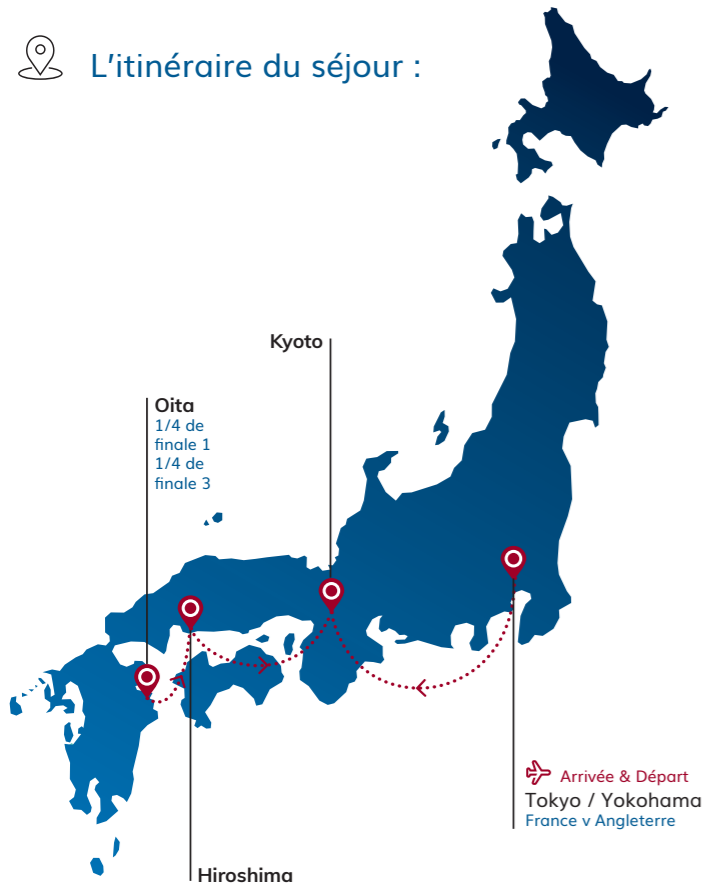 L'itinéraire du séjour :
Kyoto
Oita
1/4 de
finale 1
1/4 de
finale 3
Arrivée & Départ
Tokyo / Yokohama
France v Angleterre
Hiroshima